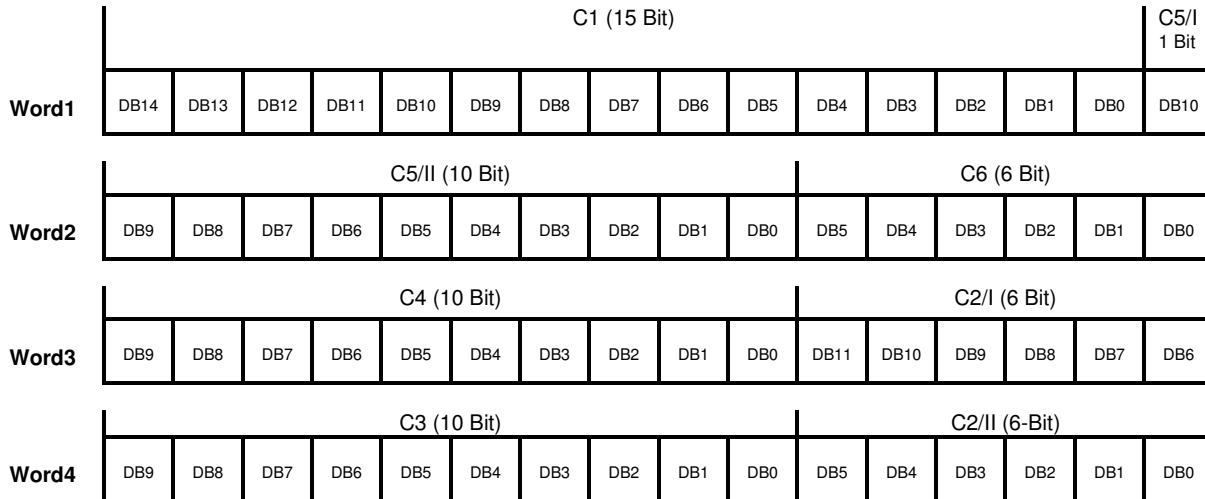 C1 (15 Bit) C5/I
1 Bit
Word1 DB14 DB13 DB12 DB11 DB10 DB9 DB8 DB7 DB6 DB5 DB4 DB3 DB2 DB1 DB0 DB10
C5/II (10 Bit) C6 (6 Bit)
Word2 DB9 DB8 DB7 DB6 DB5 DB4 DB3 DB2 DB1 DB0 DB5 DB4 DB3 DB2 DB1 DB0
C4 (10 Bit) C2/I (6 Bit)
Word3 DB9 DB8 DB7 DB6 DB5 DB4 DB3 DB2 DB1 DB0 DB11 DB10 DB9 DB8 DB7 DB6
C3 (10 Bit) C2/II (6-Bit)
Word4 DB9 DB8 DB7 DB6 DB5 DB4 DB3 DB2 DB1 DB0 DB5 DB4 DB3 DB2 DB1 DB0